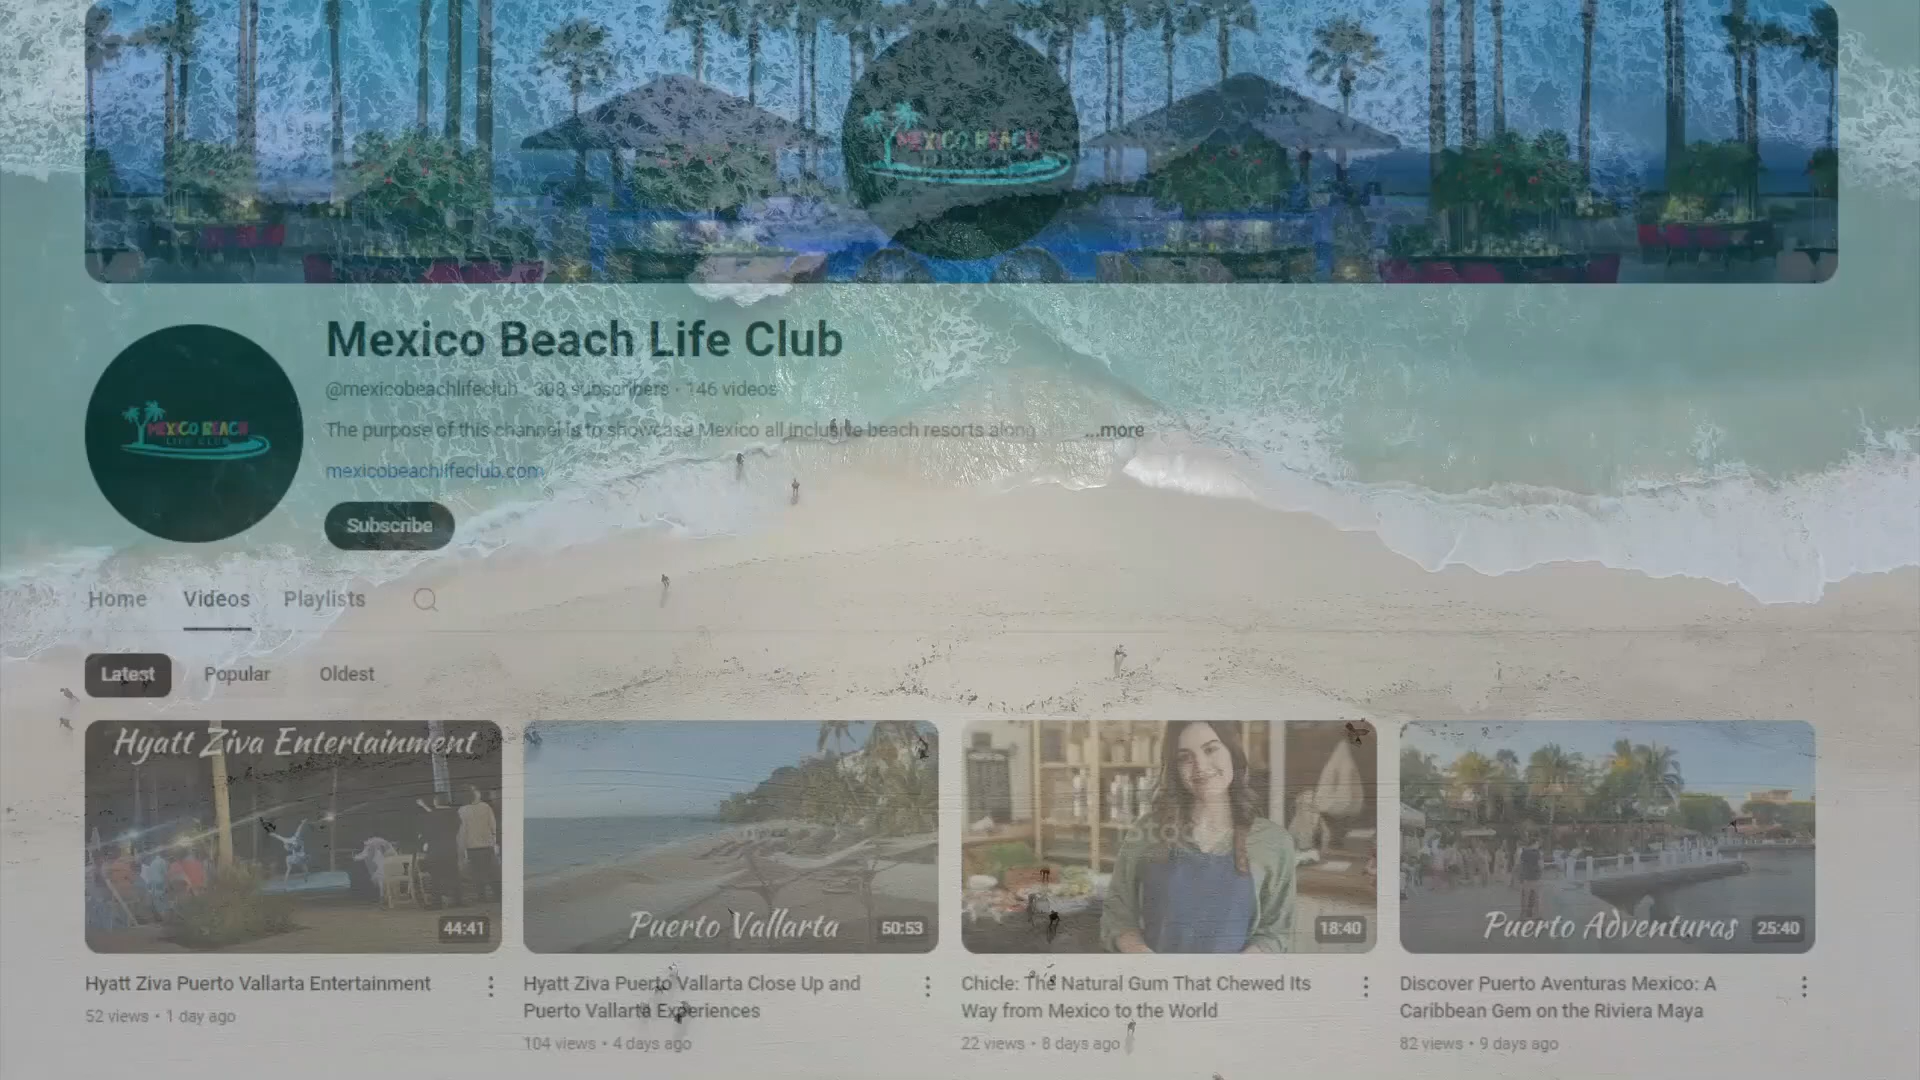 MEXICO BEACH
Mexico Beach Life Club
@mexicobeachlifeclub · 308 subscribers · 146 videos
MEXICO BEACH
LIFE CLUB
The purpose of this channel is to showcase Mexico all inclusive beach resorts along ...more
mexicobeachlifeclub.com
Subscribe
Home Videos Playlists
Latest Popular Oldest
Hyatt Ziva Entertainment
iStock
44:41
Puerto Vallarta 50:53
18:40
Puerto Adventuras 25:40
Hyatt Ziva Puerto Vallarta Entertainment
52 views • 1 day ago
Hyatt Ziva Puerto Vallarta Close Up and
Puerto Vallarta Experiences
104 views • 4 days ago
Chicle: The Natural Gum That Chewed Its
Way from Mexico to the World
22 views • 8 days ago
Discover Puerto Aventuras Mexico: A
Caribbean Gem on the Riviera Maya
82 views • 9 days ago